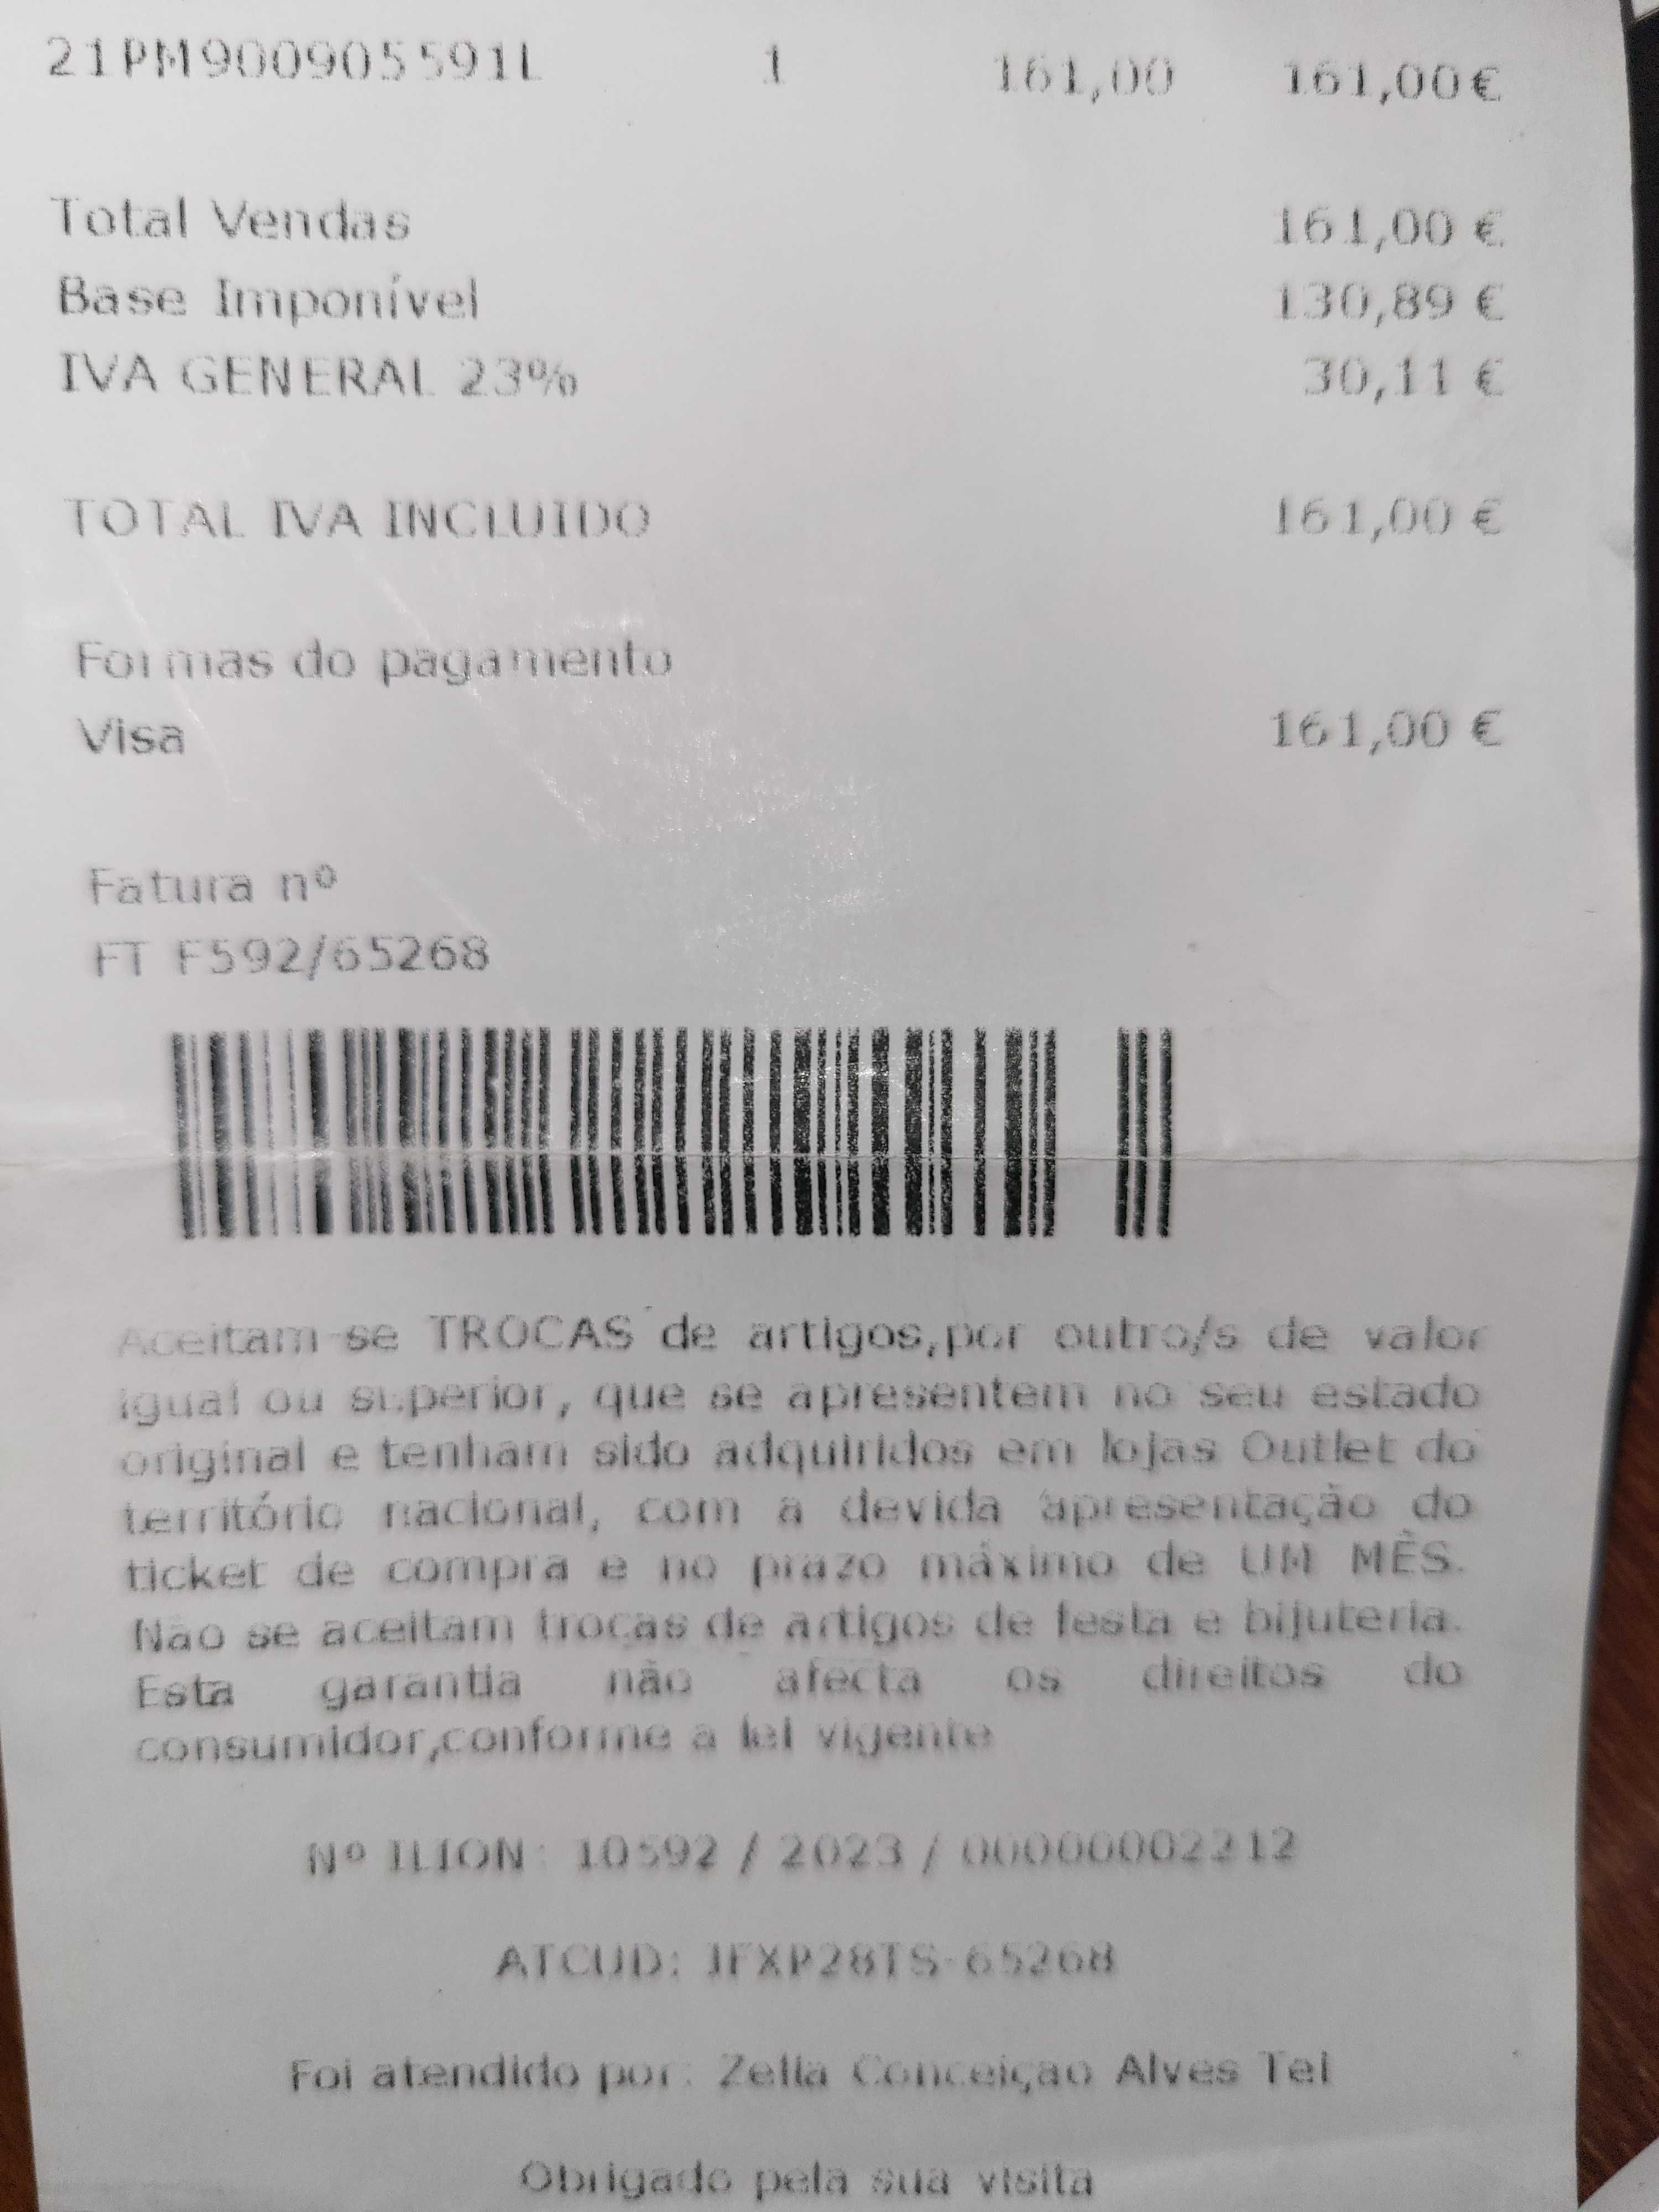 21PM900905591L 1 161,00 161,00€
Total Vendas 161,00 €
Base Imponível 130,89 €
IVA GENERAL 23% 30,11 €
TOTAL IVA INCLUIDO 161,00 €
Formas do pagamento
Visa 161,00 €
Fatura nº
FT F592/65268
Aceitam-se TROCAS de artigos,por outro/s de valor
igual ou superior, que se apresentem no seu estado
original e tenham sido adquiridos em lojas Outlet do
território nacional, com a devida apresentação do
ticket de compra e no prazo máximo de UM MÊS.
Não se aceitam trocas de artigos de festa e bijuteria.
Esta garantia não afecta os direitos do
consumidor,conforme a lei vigente
Nº ILION: 10592 / 2023 / 00000002212
ATCUD: JFXP28TS-65268
Foi atendido por: Zelia Conceiçao Alves Tei
Obrigado pela sua visita